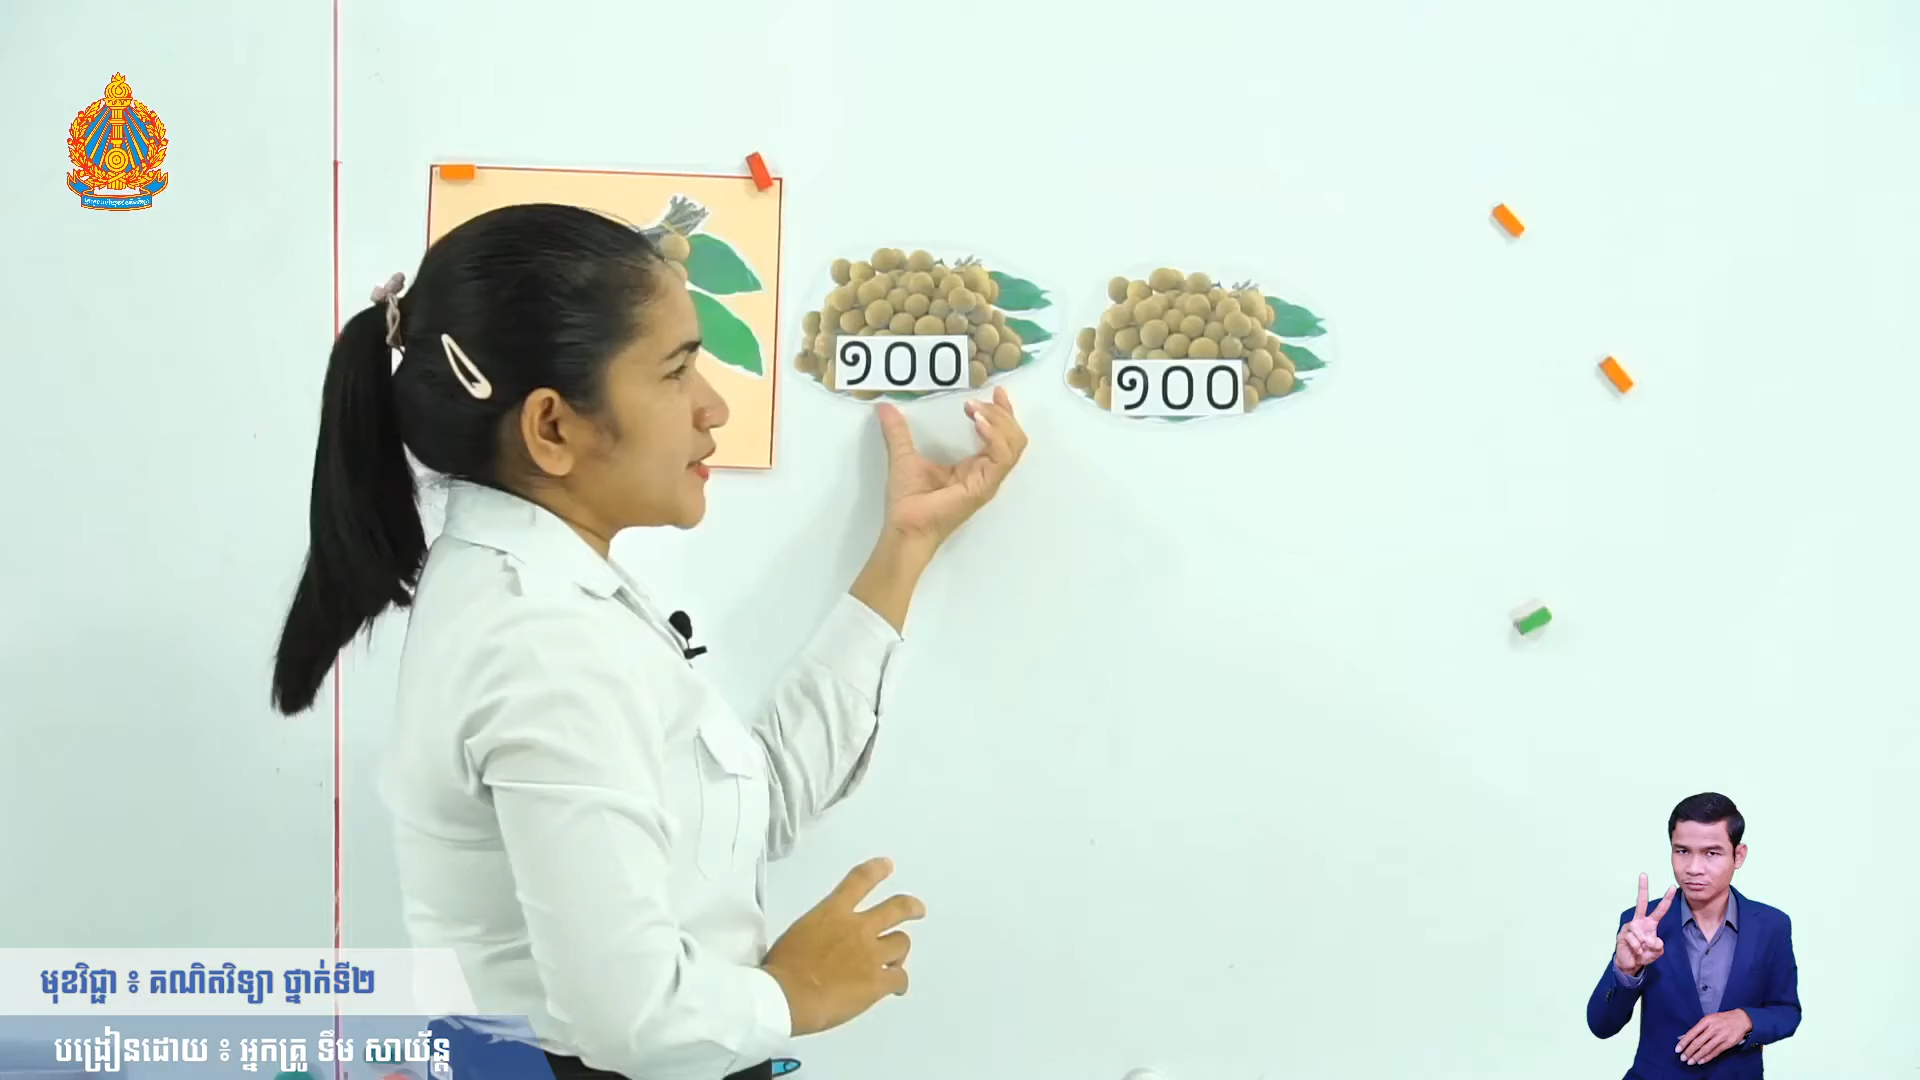 ១០០
១០០
មុខវិជ្ជា ៖ គណិតវិទ្យា ថ្នាក់ទី២
បង្រៀនដោយ ៖ អ្នកគ្រូ ទឹម សាយ័ន្ត